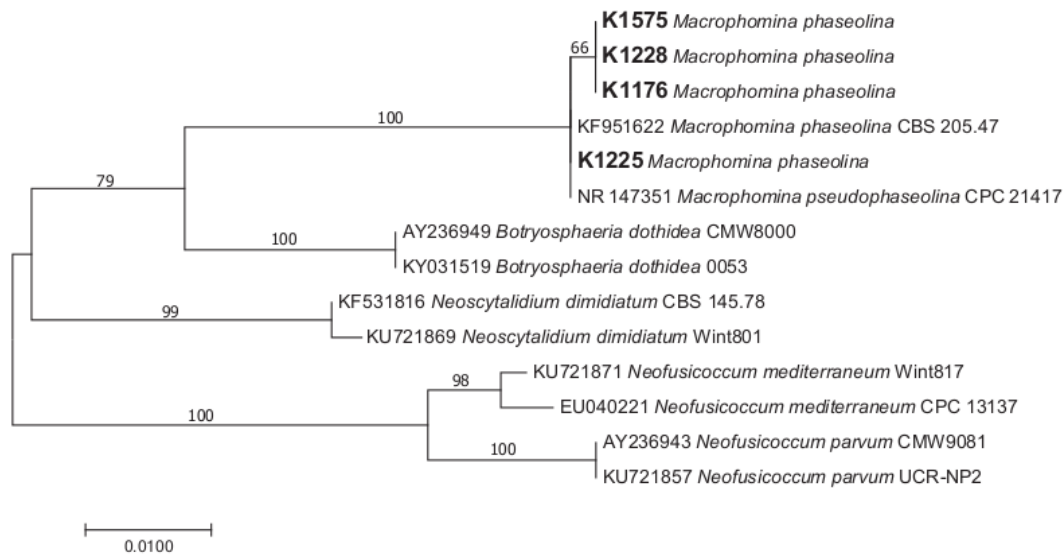 K1575 Macrophomina phaseolina
66
K1228 Macrophomina phaseolina
K1176 Macrophomina phaseolina
100
KF951622 Macrophomina phaseolina CBS 205.47
K1225 Macrophomina phaseolina
79
NR 147351 Macrophomina pseudophaseolina CPC 21417
AY236949 Botryosphaeria dothidea CMW8000
100
KY031519 Botryosphaeria dothidea 0053
KF531816 Neoscytalidium dimidiatum CBS 145.78
99
KU721869 Neoscytalidium dimidiatum Wint801
KU721871 Neofusicoccum mediterraneum Wint817
98
EU040221 Neofusicoccum mediterraneum CPC 13137
100
AY236943 Neofusicoccum parvum CMW9081
100
KU721857 Neofusicoccum parvum UCR-NP2
0.0100